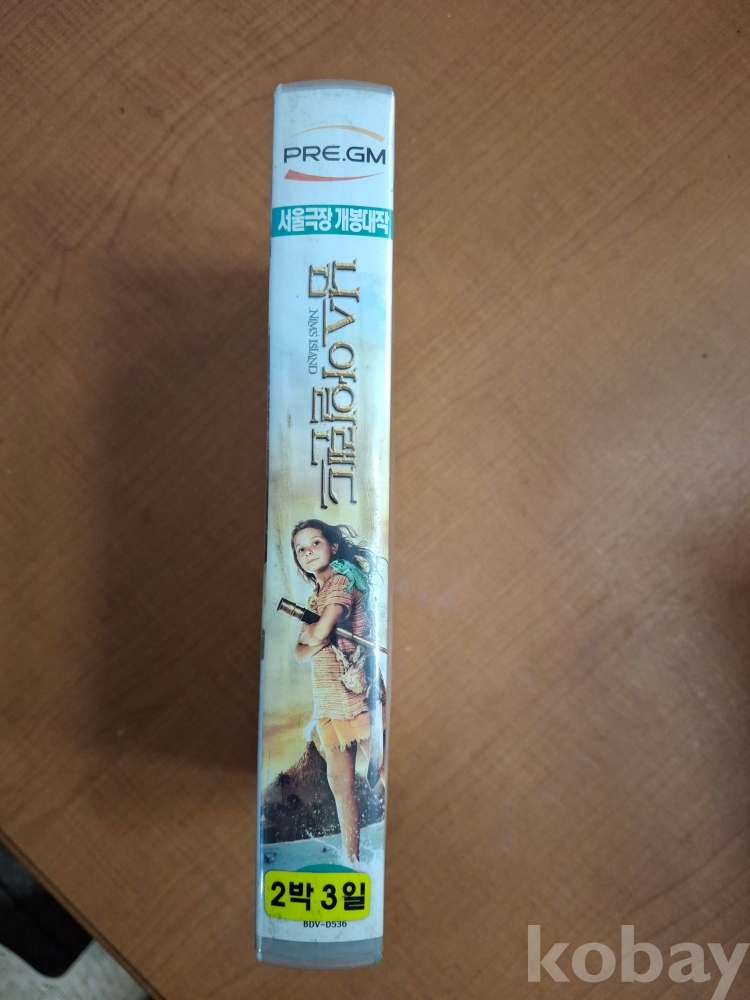 PRE.GM
서울극장 개봉대작
님스 아일랜드
NIM'S ISLAND
2박 3일
BDV-D536
kobay